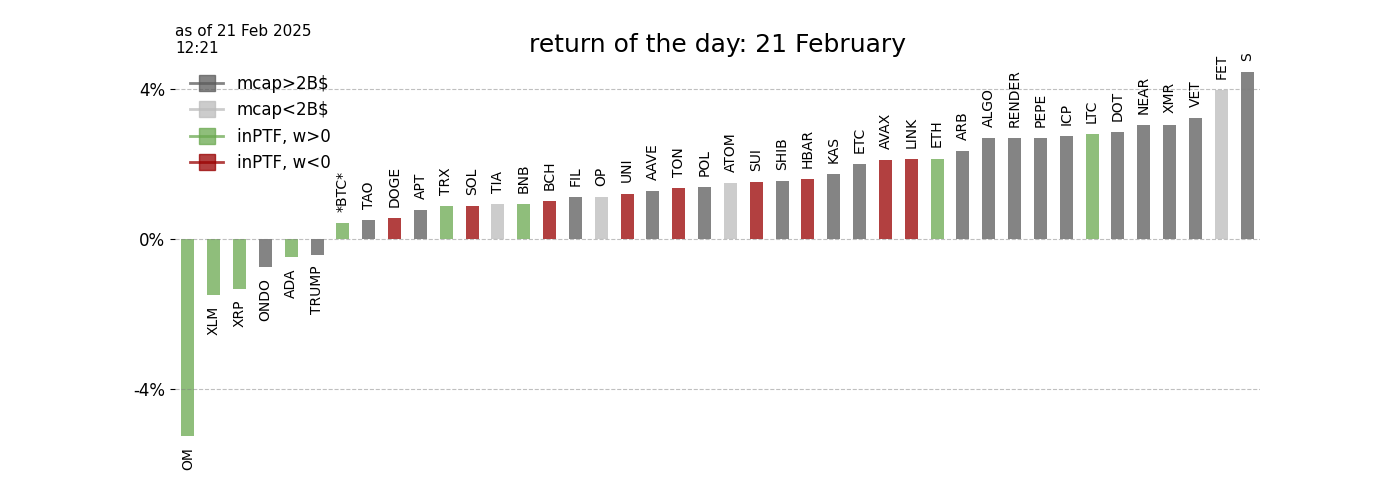 as of 21 Feb 2025
12:21
return of the day: 21 February
mcap>2B$
mcap<2B$
inPTF, w>0
inPTF, w<0
4%
0%
-4%
OM
XLM
XRP
ONDO
ADA
TRUMP
*BTC*
TAO
DOGE
APT
TRX
SOL
TIA
BNB
BCH
FIL
OP
UNI
AAVE
TON
POL
ATOM
SUI
SHIB
HBAR
KAS
ETC
AVAX
LINK
ETH
ARB
ALGO
RENDER
PEPE
ICP
LTC
DOT
NEAR
XMR
VET
FET
S